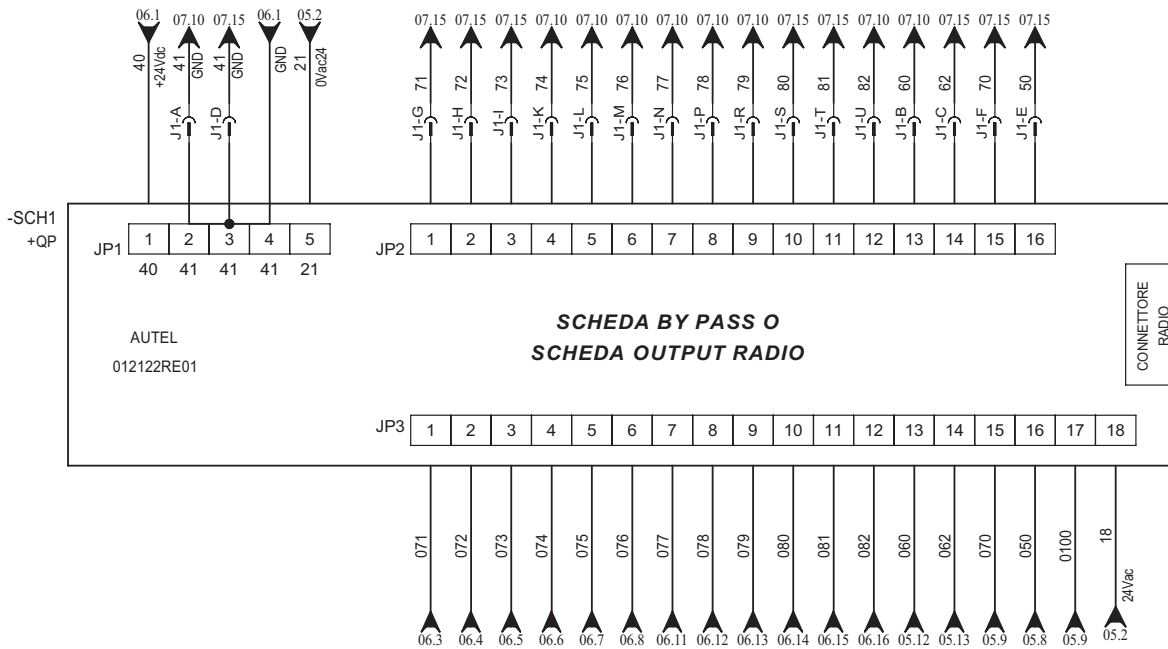 06.1 07.10 07.15 06.1 05.2
40 +24Vdc 41 GND 41 GND GND 21 0Vac24
J1-A J1-D
07.15 07.10 07.15 07.10 07.10 07.10 07.10 07.10 07.10 07.15 07.15 07.10 07.10 07.15 07.15 07.15
71 72 73 74 75 76 77 78 79 80 81 82 60 62 70 50
J1-G J1-H J1-I J1-K J1-L J1-M J1-N J1-P J1-R J1-S J1-T J1-U J1-B J1-C J1-F J1-E
-SCH1
+QP
JP1 1 2 3 4 5
40 41 41 41 21
JP2 1 2 3 4 5 6 7 8 9 10 11 12 13 14 15 16
AUTEL
012122RE01
SCHEDA BY PASS O
SCHEDA OUTPUT RADIO
CONNETTORE
RADIO
JP3 1 2 3 4 5 6 7 8 9 10 11 12 13 14 15 16 17 18
071 072 073 074 075 076 077 078 079 080 081 082 060 062 070 050 0100 18 24Vac
06.3 06.4 06.5 06.6 06.7 06.8 06.11 06.12 06.13 06.14 06.15 06.16 05.12 05.13 05.9 05.8 05.9 05.2